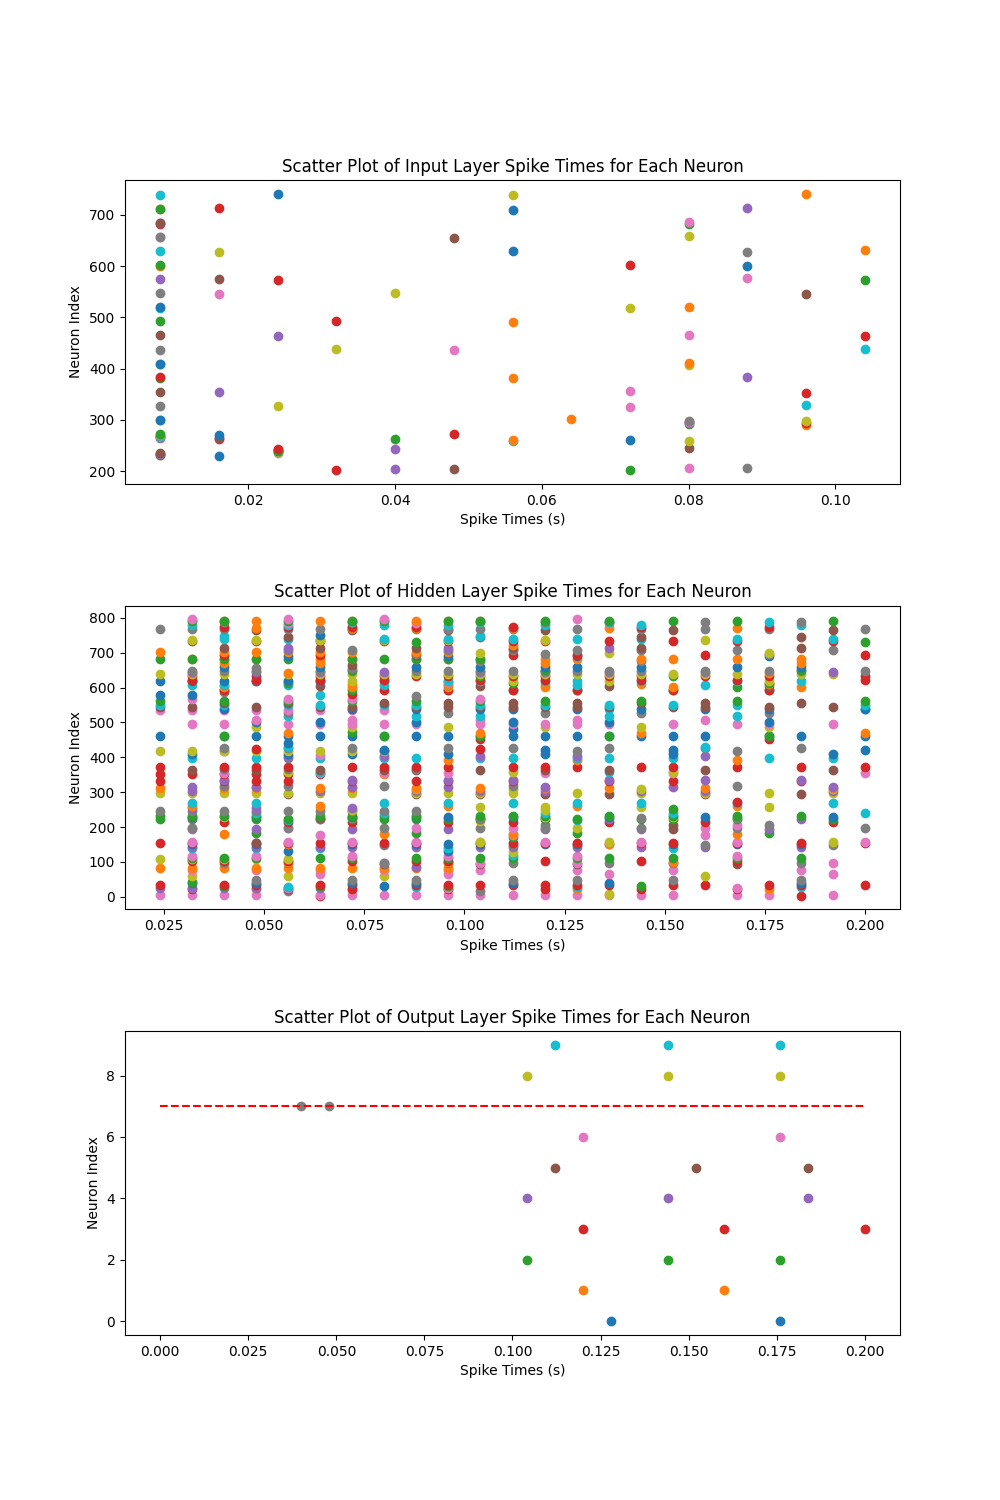 Scatter Plot of Input Layer Spike Times for Each Neuron
700
600
500
400
300
200
Neuron Index
0.02 0.04 0.06 0.08 0.10
Spike Times (s)
Scatter Plot of Hidden Layer Spike Times for Each Neuron
800
700
600
500
400
300
200
100
0
Neuron Index
0.025 0.050 0.075 0.100 0.125 0.150 0.175 0.200
Spike Times (s)
Scatter Plot of Output Layer Spike Times for Each Neuron
8
6
4
2
0
Neuron Index
0.000 0.025 0.050 0.075 0.100 0.125 0.150 0.175 0.200
Spike Times (s)